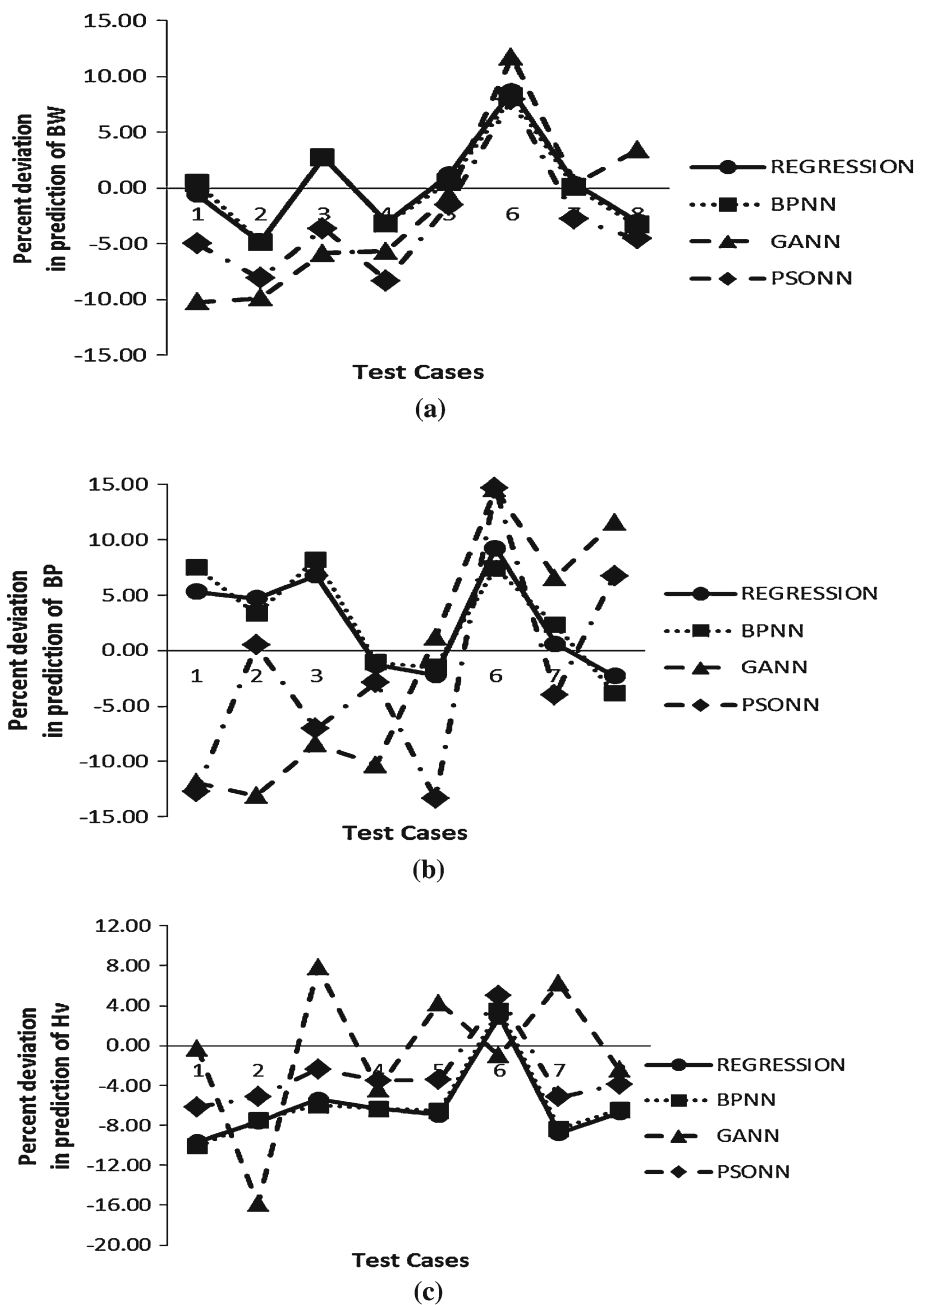 15.00
10.00
5.00
0.00
-5.00
-10.00
-15.00
Percent deviation
in prediction of BW
1 2 3 4 5 6 7 8
REGRESSION
BPNN
GANN
PSONN
Test Cases
(a)
15.00
10.00
5.00
0.00
-5.00
-10.00
-15.00
Percent deviation
in prediction of BP
1 2 3 6 7
REGRESSION
BPNN
GANN
PSONN
Test Cases
(b)
12.00
8.00
4.00
0.00
-4.00
-8.00
-12.00
-16.00
-20.00
Percent deviation
in prediction of Hv
1 2 4 5 6 7
REGRESSION
BPNN
GANN
PSONN
Test Cases
(c)